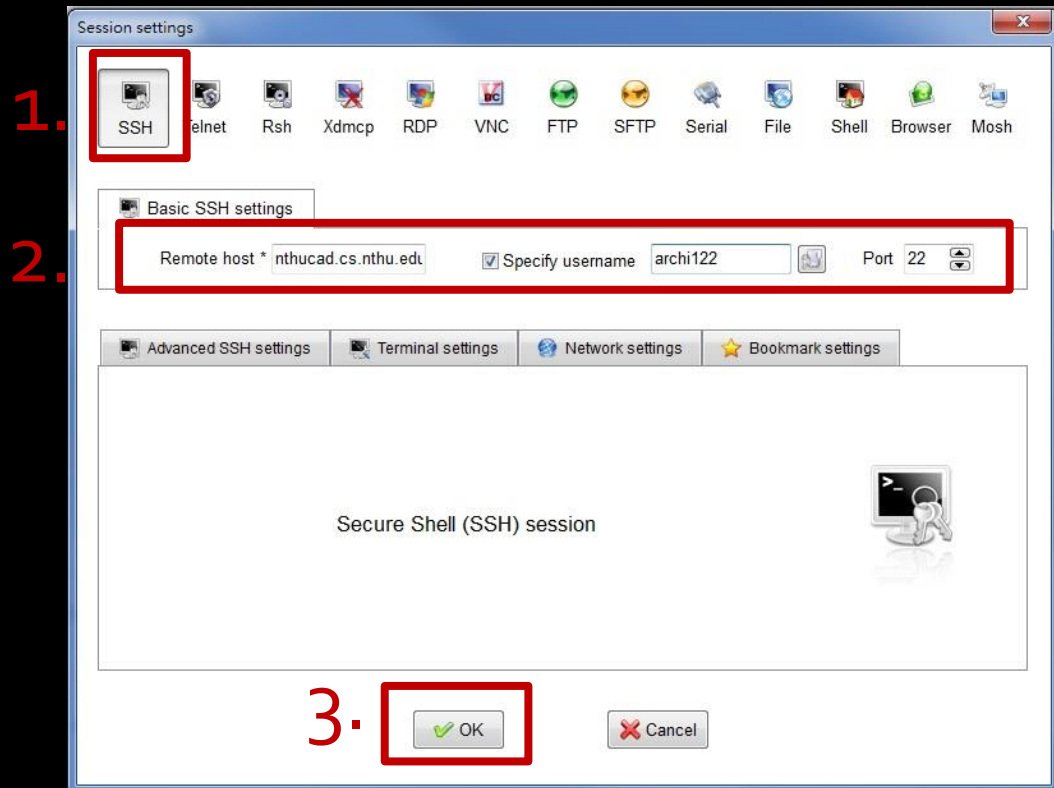 Session settings
1.
SSH Telnet Rsh Xdmcp RDP VNC FTP SFTP Serial File Shell Browser Mosh
Basic SSH settings
2.
Remote host * nthucad.cs.nthu.edu Specify username archi122 Port 22
Advanced SSH settings Terminal settings Network settings Bookmark settings
Secure Shell (SSH) session
3.
OK Cancel